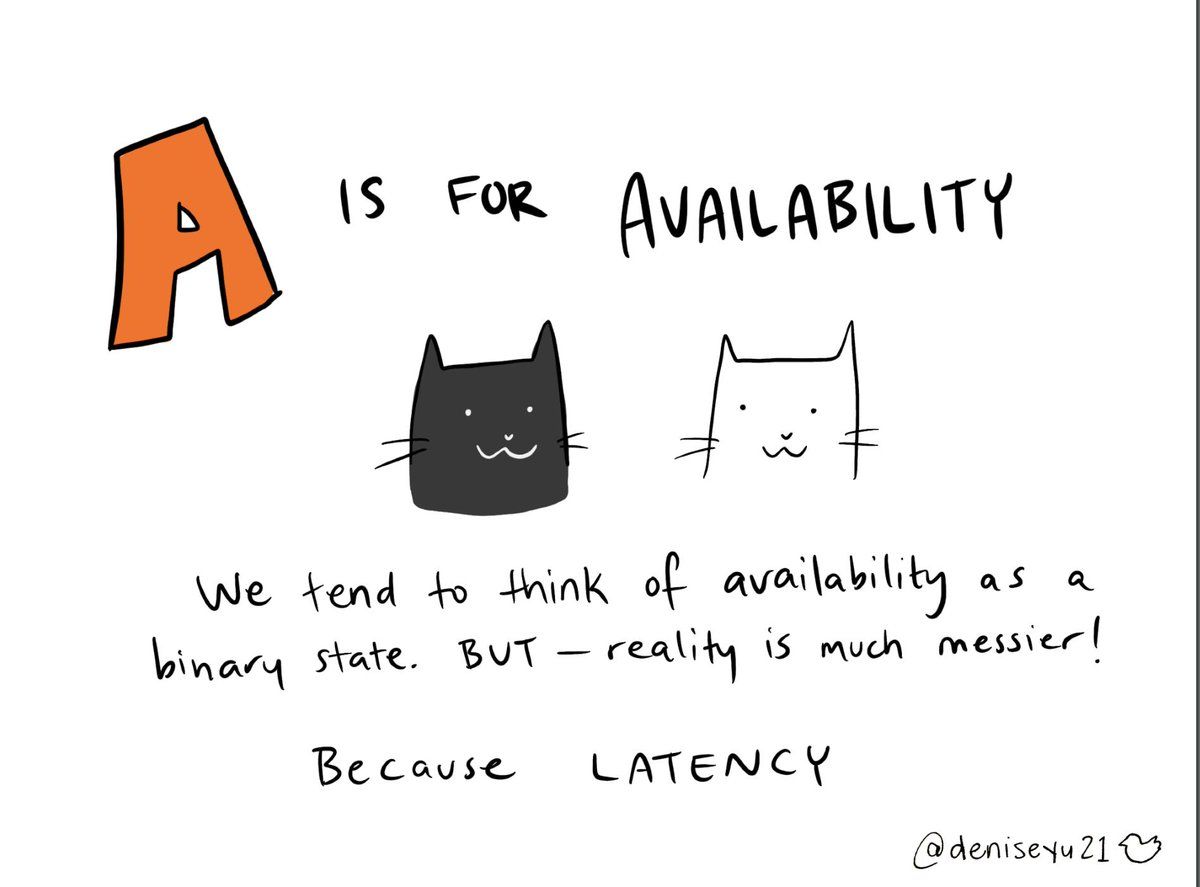 A IS FOR AVAILABILITY
We tend to think of availability as a
binary state. BUT — reality is much messier!
Because LATENCY
@deniseyu21